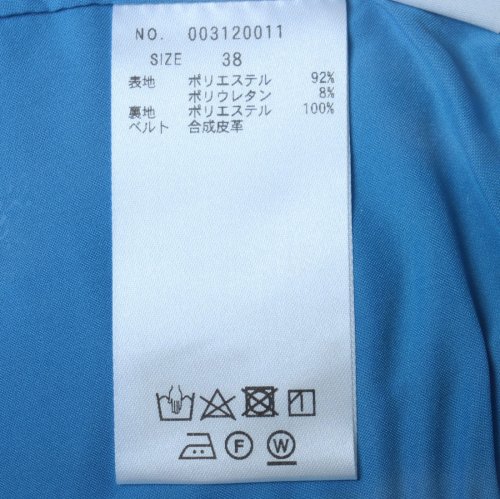 NO. 003120011
SIZE 38
表地 ポリエステル 92%
ポリウレタン 8%
裏地 ポリエステル 100%
ベルト 合成皮革
F W